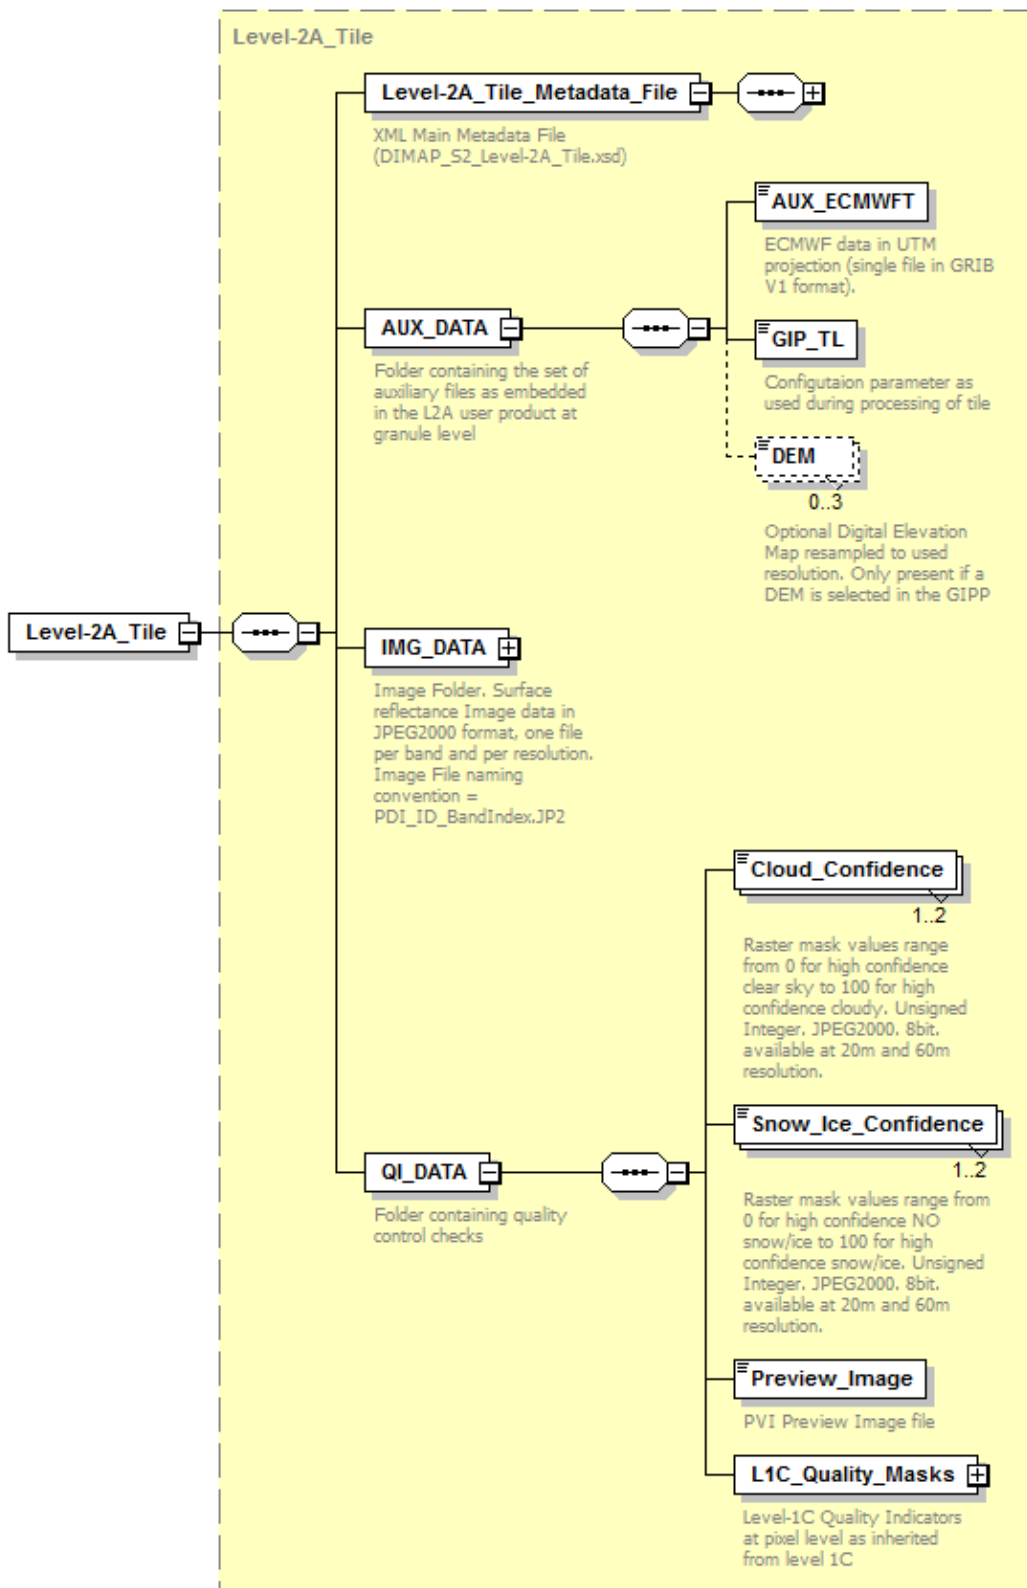 Level-2A_Tile
Level-2A_Tile_Metadata_File
XML Main Metadata File
(DIMAP_S2_Level-2A_Tile.xsd)
AUX_ECMWFT
ECMWF data in UTM
projection (single file in GRIB
V1 format).
AUX_DATA
Folder containing the set of
auxiliary files as embedded
in the L2A user product at
granule level
GIP_TL
Configutaion parameter as
used during processing of tile
DEM
0..3
Optional Digital Elevation
Map resampled to used
resolution. Only present if a
DEM is selected in the GIPP
Level-2A_Tile
IMG_DATA
Image Folder. Surface
reflectance Image data in
JPEG2000 format, one file
per band and per resolution.
Image File naming
convention =
PDI_ID_BandIndex.JP2
Cloud_Confidence
1..2
Raster mask values range
from 0 for high confidence
clear sky to 100 for high
confidence cloudy. Unsigned
Integer. JPEG2000. 8bit.
available at 20m and 60m
resolution.
Snow_Ice_Confidence
1..2
Raster mask values range from
0 for high confidence NO
snow/ice to 100 for high
confidence snow/ice. Unsigned
Integer. JPEG2000. 8bit.
available at 20m and 60m
resolution.
QI_DATA
Folder containing quality
control checks
Preview_Image
PVI Preview Image file
L1C_Quality_Masks
Level-1C Quality Indicators
at pixel level as inherited
from level 1C